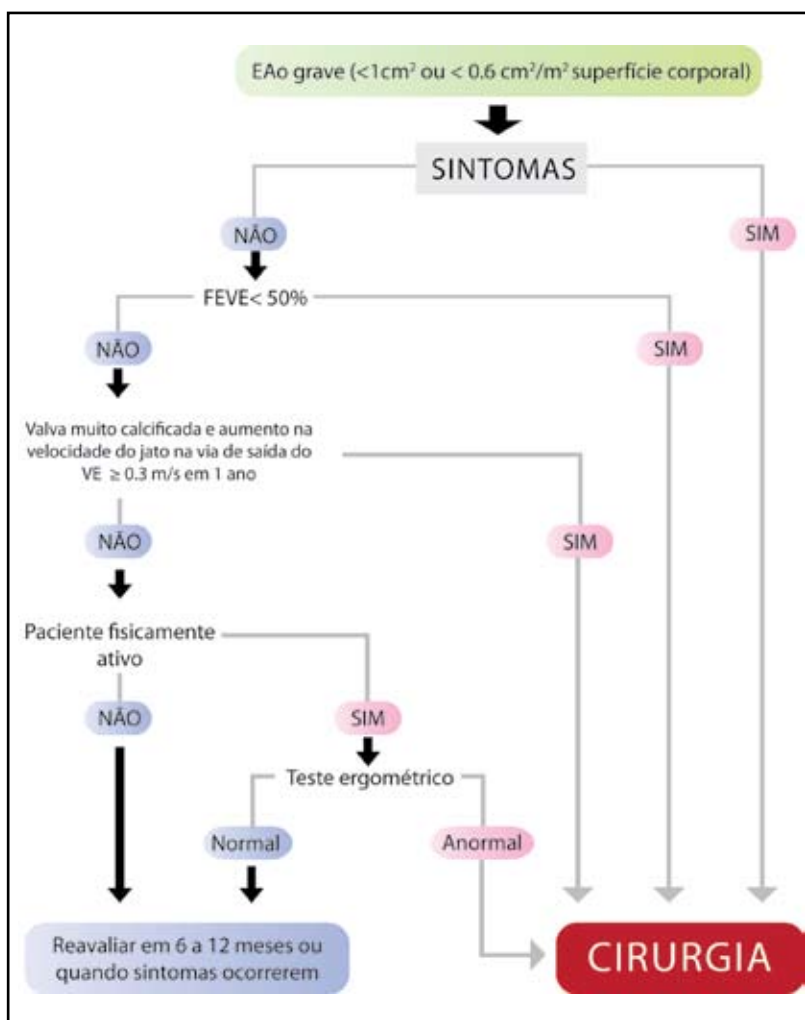 EAo grave (<1cm² ou < 0.6 cm²/m² superfície corporal)
SINTOMAS
NÃO
SIM
FEVE< 50%
NÃO
SIM
Valva muito calcificada e aumento na
velocidade do jato na via de saída do
VE ≥ 0.3 m/s em 1 ano
NÃO
SIM
Paciente fisicamente
ativo
NÃO
SIM
Teste ergométrico
Normal
Anormal
Reavaliar em 6 a 12 meses ou
quando sintomas ocorrerem
CIRURGIA